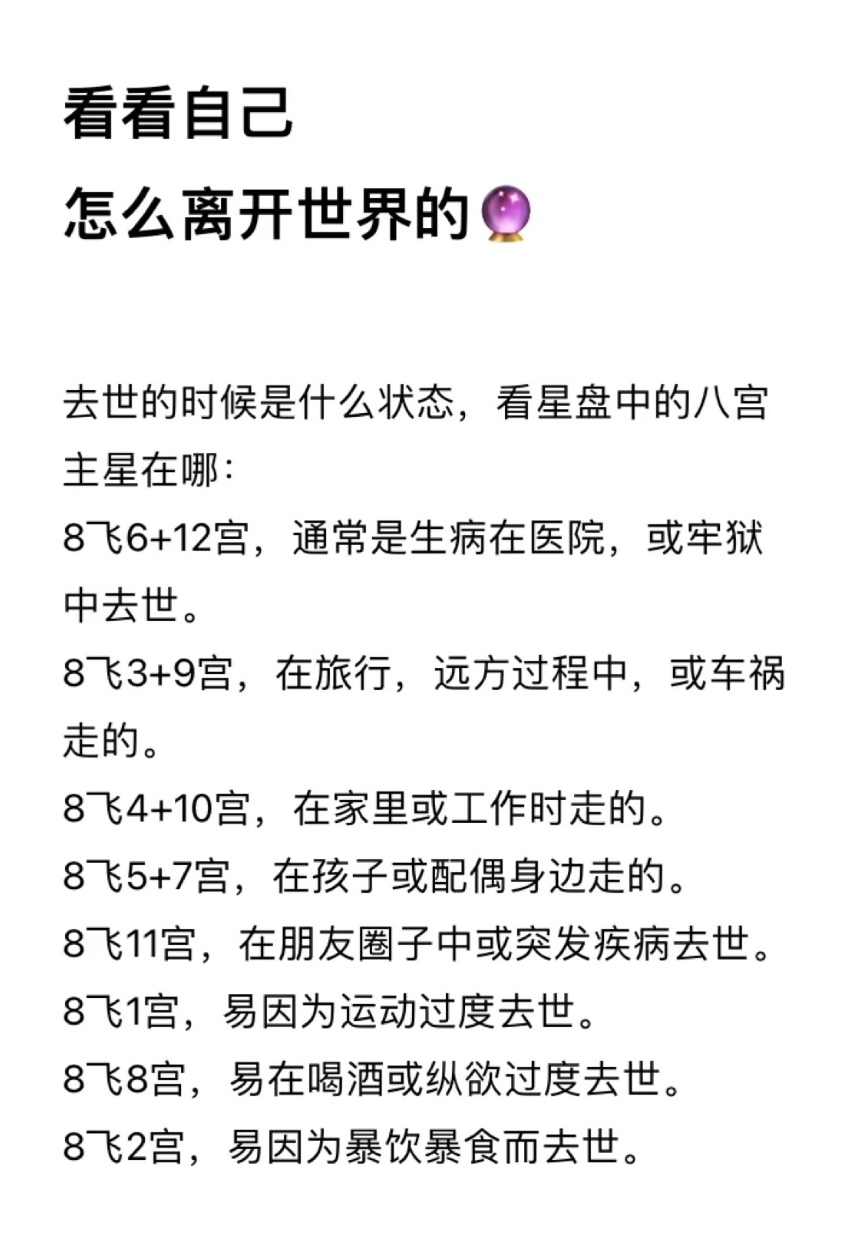 看看自己
怎么离开世界的🔮
去世的时候是什么状态，看星盘中的八宫
主星在哪：
8飞6+12宫，通常是生病在医院，或牢狱
中去世。
8飞3+9宫，在旅行，远方过程中，或车祸
走的。
8飞4+10宫，在家里或工作时走的。
8飞5+7宫，在孩子或配偶身边走的。
8飞11宫，在朋友圈子中或突发疾病去世。
8飞1宫，易因为运动过度去世。
8飞8宫，易在喝酒或纵欲过度去世。
8飞2宫，易因为暴饮暴食而去世。